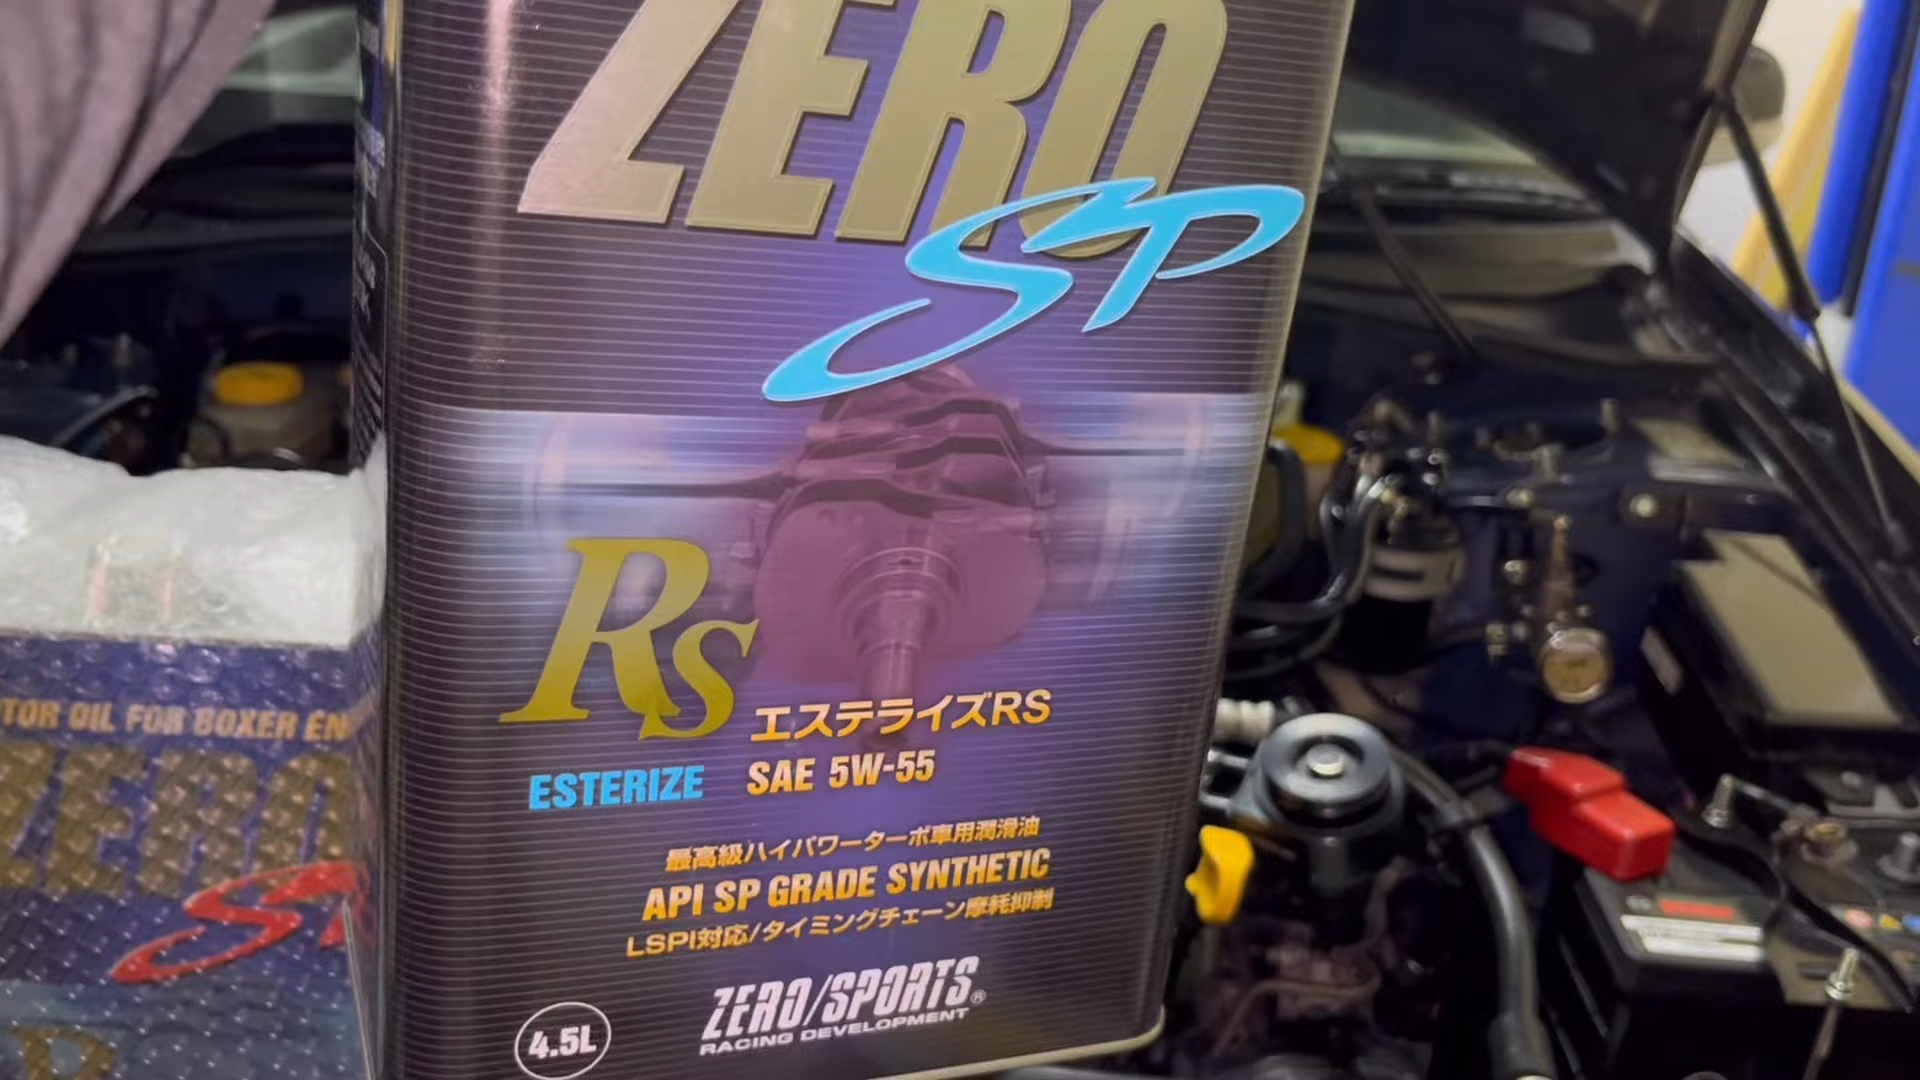 ZERO
SP
RS
エステライズRS
ESTERIZE
SAE 5W-55
最高級ハイパワーターボ車用潤滑油
API SP GRADE SYNTHETIC
LSPI対応/タイミングチェーン摩耗抑制
ZERO/SPORTS®
RACING DEVELOPMENT
4.5L
OIL FOR BOXER
ZERO